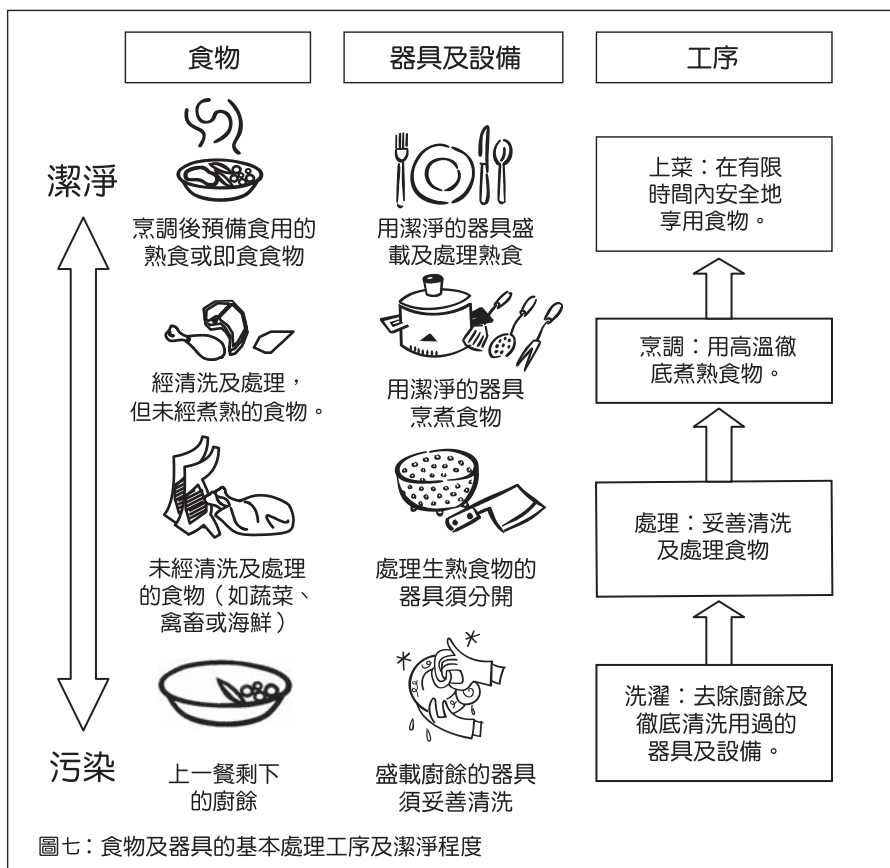 食物
器具及設備
工序
潔淨
烹調後預備食用的
熟食或即食食物
用潔淨的器具盛
載及處理熟食
上菜：在有限
時間內安全地
享用食物。
經清洗及處理，
但未經煮熟的食物。
用潔淨的器具
烹煮食物
烹調：用高溫徹
底煮熟食物。
未經清洗及處理
的食物（如蔬菜、
禽畜或海鮮）
處理生熟食物的
器具須分開
處理：妥善清洗
及處理食物
污染
上一餐剩下
的廚餘
盛載廚餘的器具
須妥善清洗
洗濯：去除廚餘及
徹底清洗用過的
器具及設備。
圖七：食物及器具的基本處理工序及潔淨程度